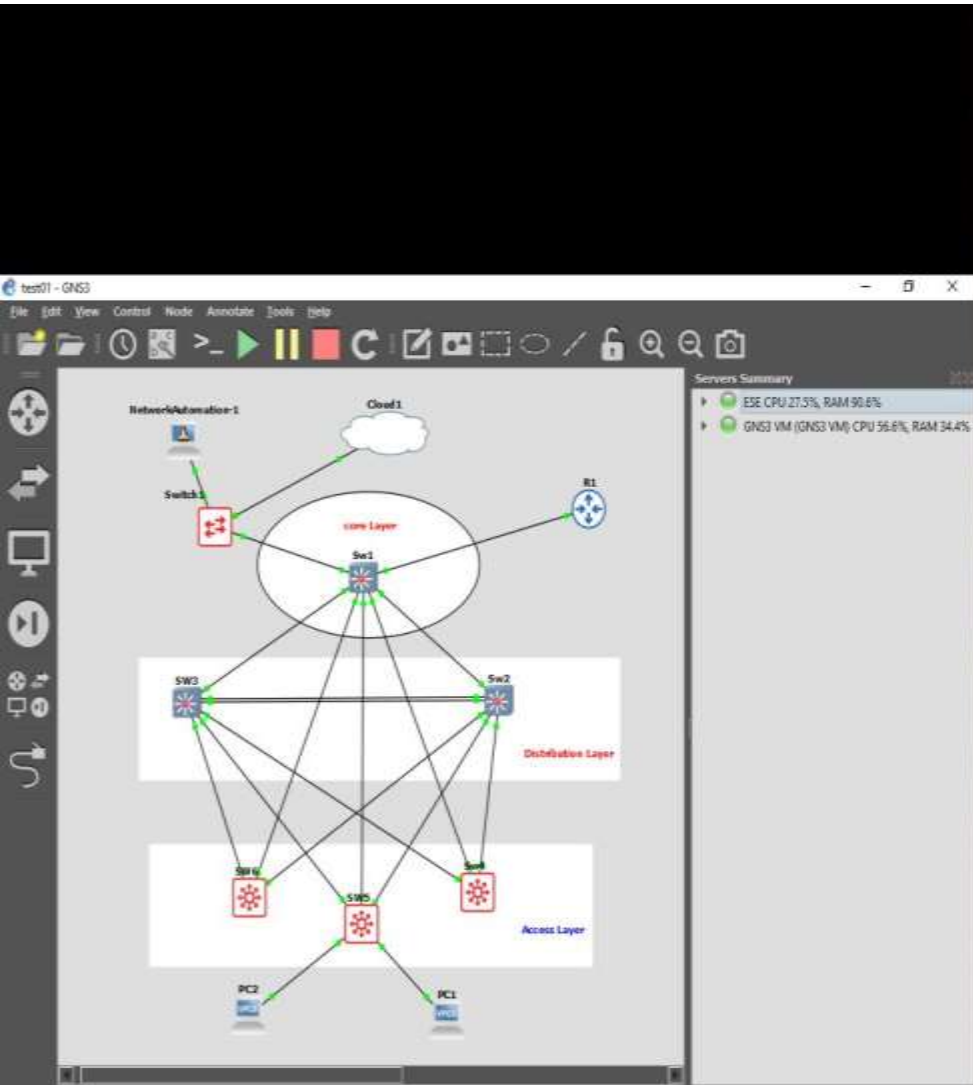 test01 - GNS3
File Edit View Control Node Annotate Tools Help
Servers Summary
ESE CPU 27.5%, RAM 90.6%
GNS3 VM (GNS3 VM) CPU 56.6%, RAM 34.4%
NetworkAutomation-1
Cloud1
Switch1
R1
core Layer
Sw1
SW3
Sw2
Distribution Layer
Sw6
Sw4
SW5
Access Layer
PC2
PC1